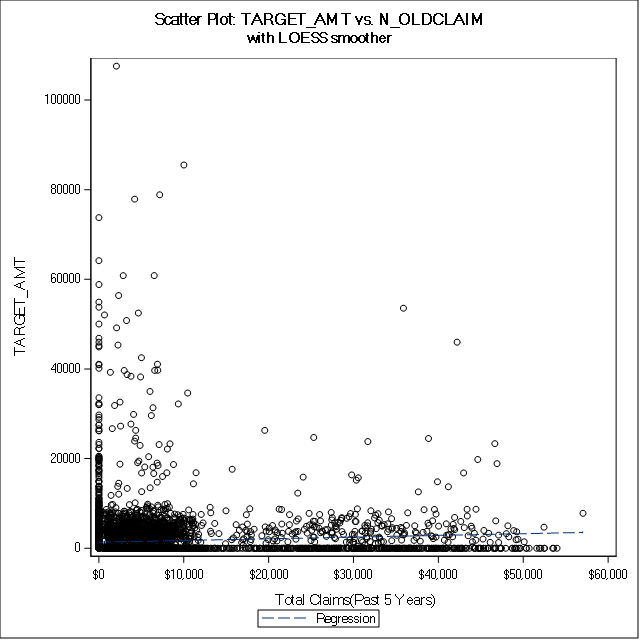 Scatter Plot: TARGET_AMT vs. N_OLDCLAIM
with LOESS smoother
100000
80000
60000
40000
20000
0
TARGET_AMT
$0 $10,000 $20,000 $30,000 $40,000 $50,000 $60,000
Total Claims(Past 5 Years)
Regression